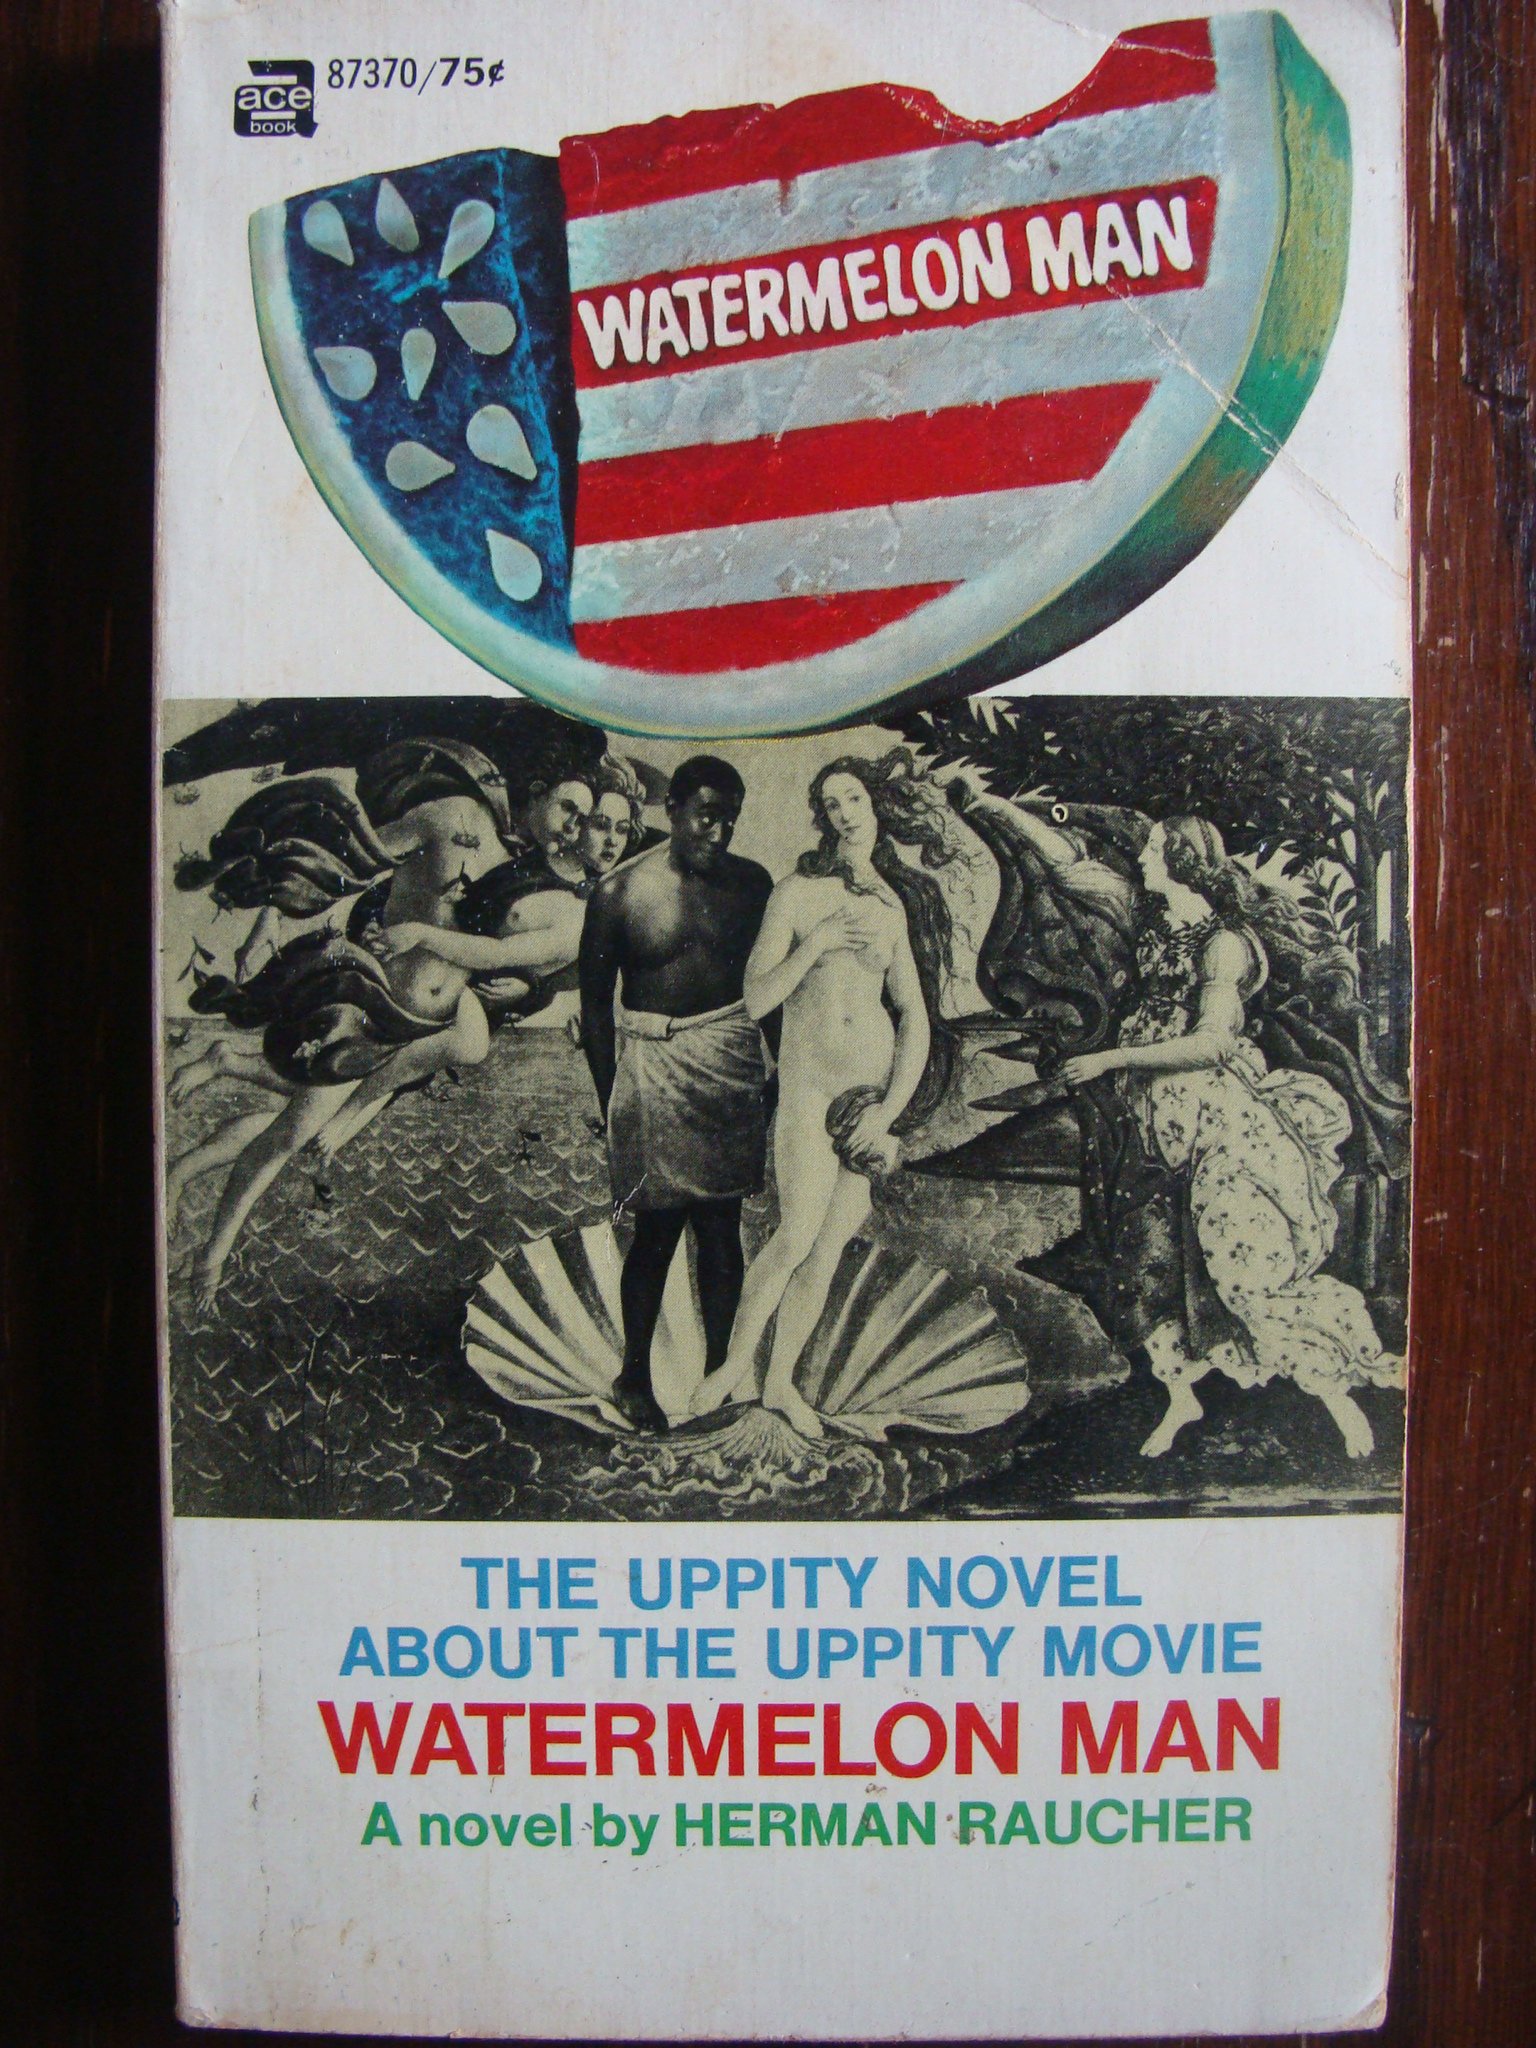 ace
book
87370/75¢
WATERMELON MAN
THE UPPITY NOVEL
ABOUT THE UPPITY MOVIE
WATERMELON MAN
A novel by HERMAN RAUCHER